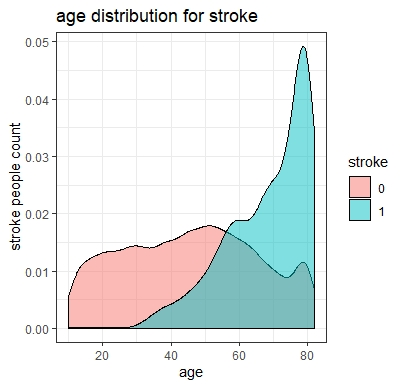 age distribution for stroke
0.05
0.04
0.03
0.02
0.01
0.00
stroke people count
20 40 60 80
age
stroke
0
1